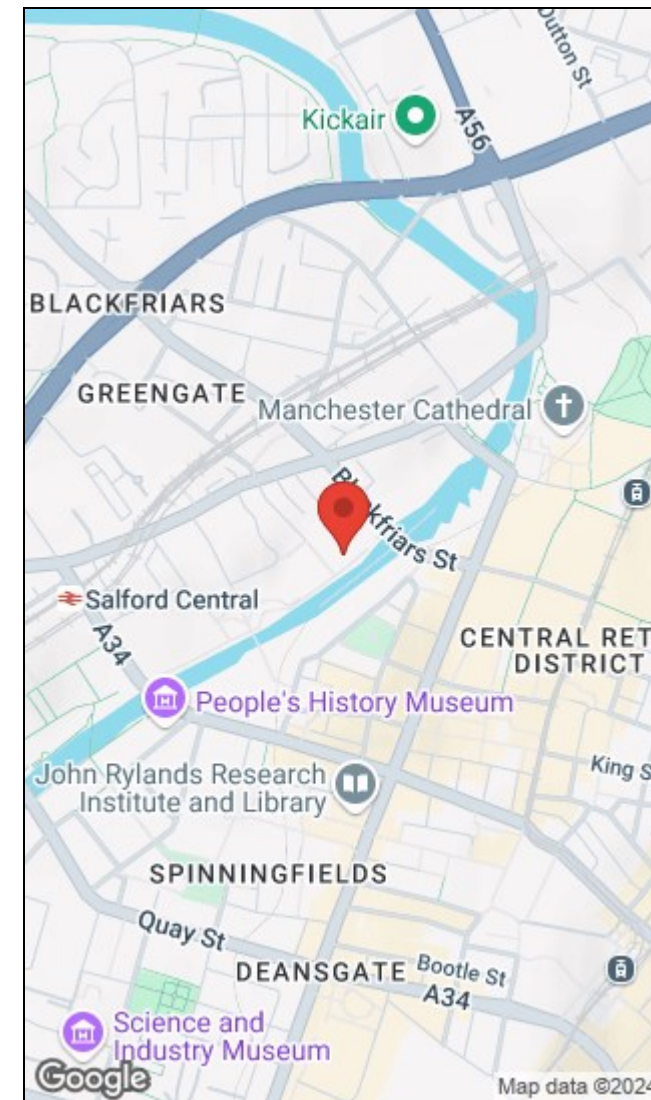 Dutton St
Kickair
A56
BLACKFRIARS
GREENGATE
Manchester Cathedral
Blackfriars St
Salford Central
A34
CENTRAL RET
DISTRICT
People's History Museum
King S
John Rylands Research
Institute and Library
SPINNINGFIELDS
Quay St
DEANSGATE
Bootle St
A34
Science and
Industry Museum
Google
Map data ©2024